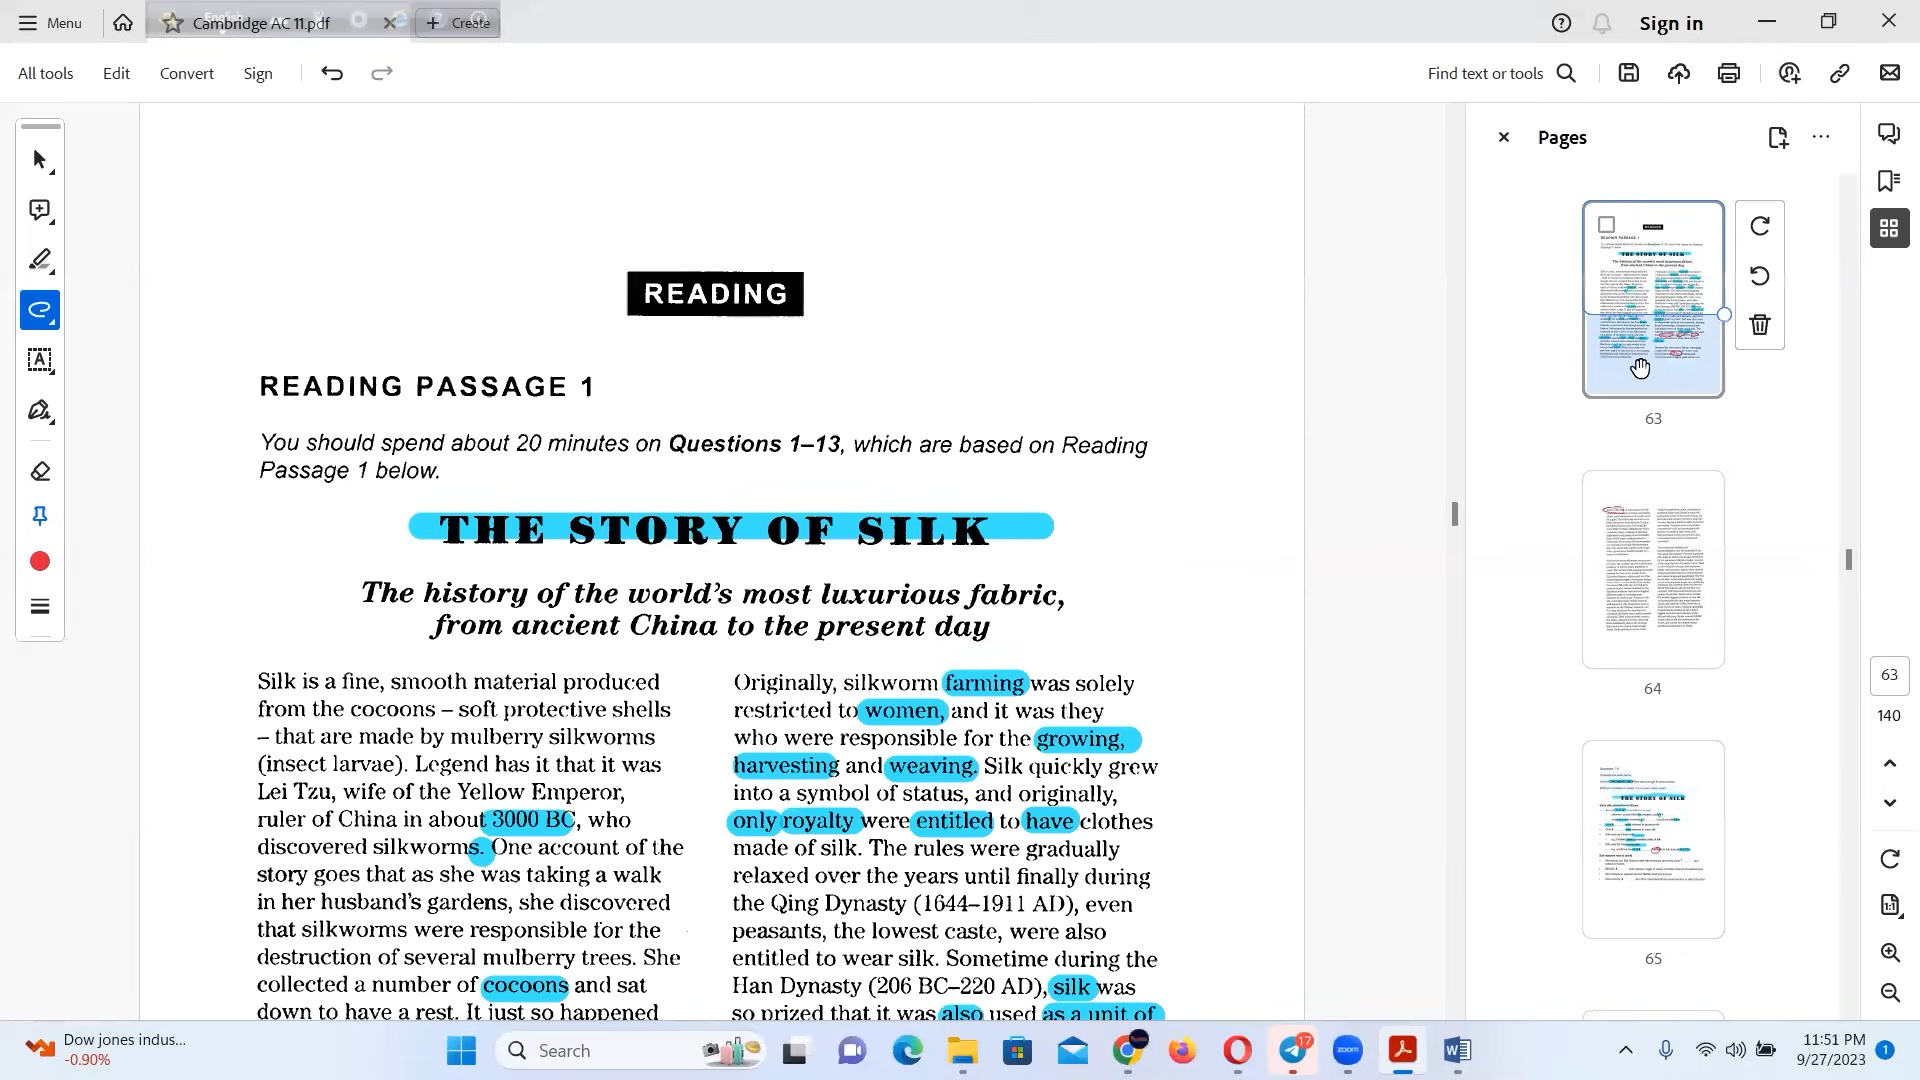 Menu
Cambridge AC 11.pdf
Create
Sign in
All tools
Edit
Convert
Sign
Find text or tools
READING
READING PASSAGE 1
You should spend about 20 minutes on Questions 1–13, which are based on Reading
Passage 1 below.
THE STORY OF SILK
The history of the world's most luxurious fabric,
from ancient China to the present day
Silk is a fine, smooth material produced
from the cocoons – soft protective shells
– that are made by mulberry silkworms
(insect larvae). Legend has it that it was
Lei Tzu, wife of the Yellow Emperor,
ruler of China in about 3000 BC, who
discovered silkworms. One account of the
story goes that as she was taking a walk
in her husband's gardens, she discovered
that silkworms were responsible for the
destruction of several mulberry trees. She
collected a number of cocoons and sat
down to have a rest. It just so happened
Originally, silkworm farming was solely
restricted to women, and it was they
who were responsible for the growing,
harvesting and weaving. Silk quickly grew
into a symbol of status, and originally,
only royalty were entitled to have clothes
made of silk. The rules were gradually
relaxed over the years until finally during
the Qing Dynasty (1644–1911 AD), even
peasants, the lowest caste, were also
entitled to wear silk. Sometime during the
Han Dynasty (206 BC–220 AD), silk was
so prized that it was also used as a unit of
Pages
63
64
65
63
140
Dow jones indus...
-0.90%
Search
17
zoom
11:51 PM
9/27/2023
1